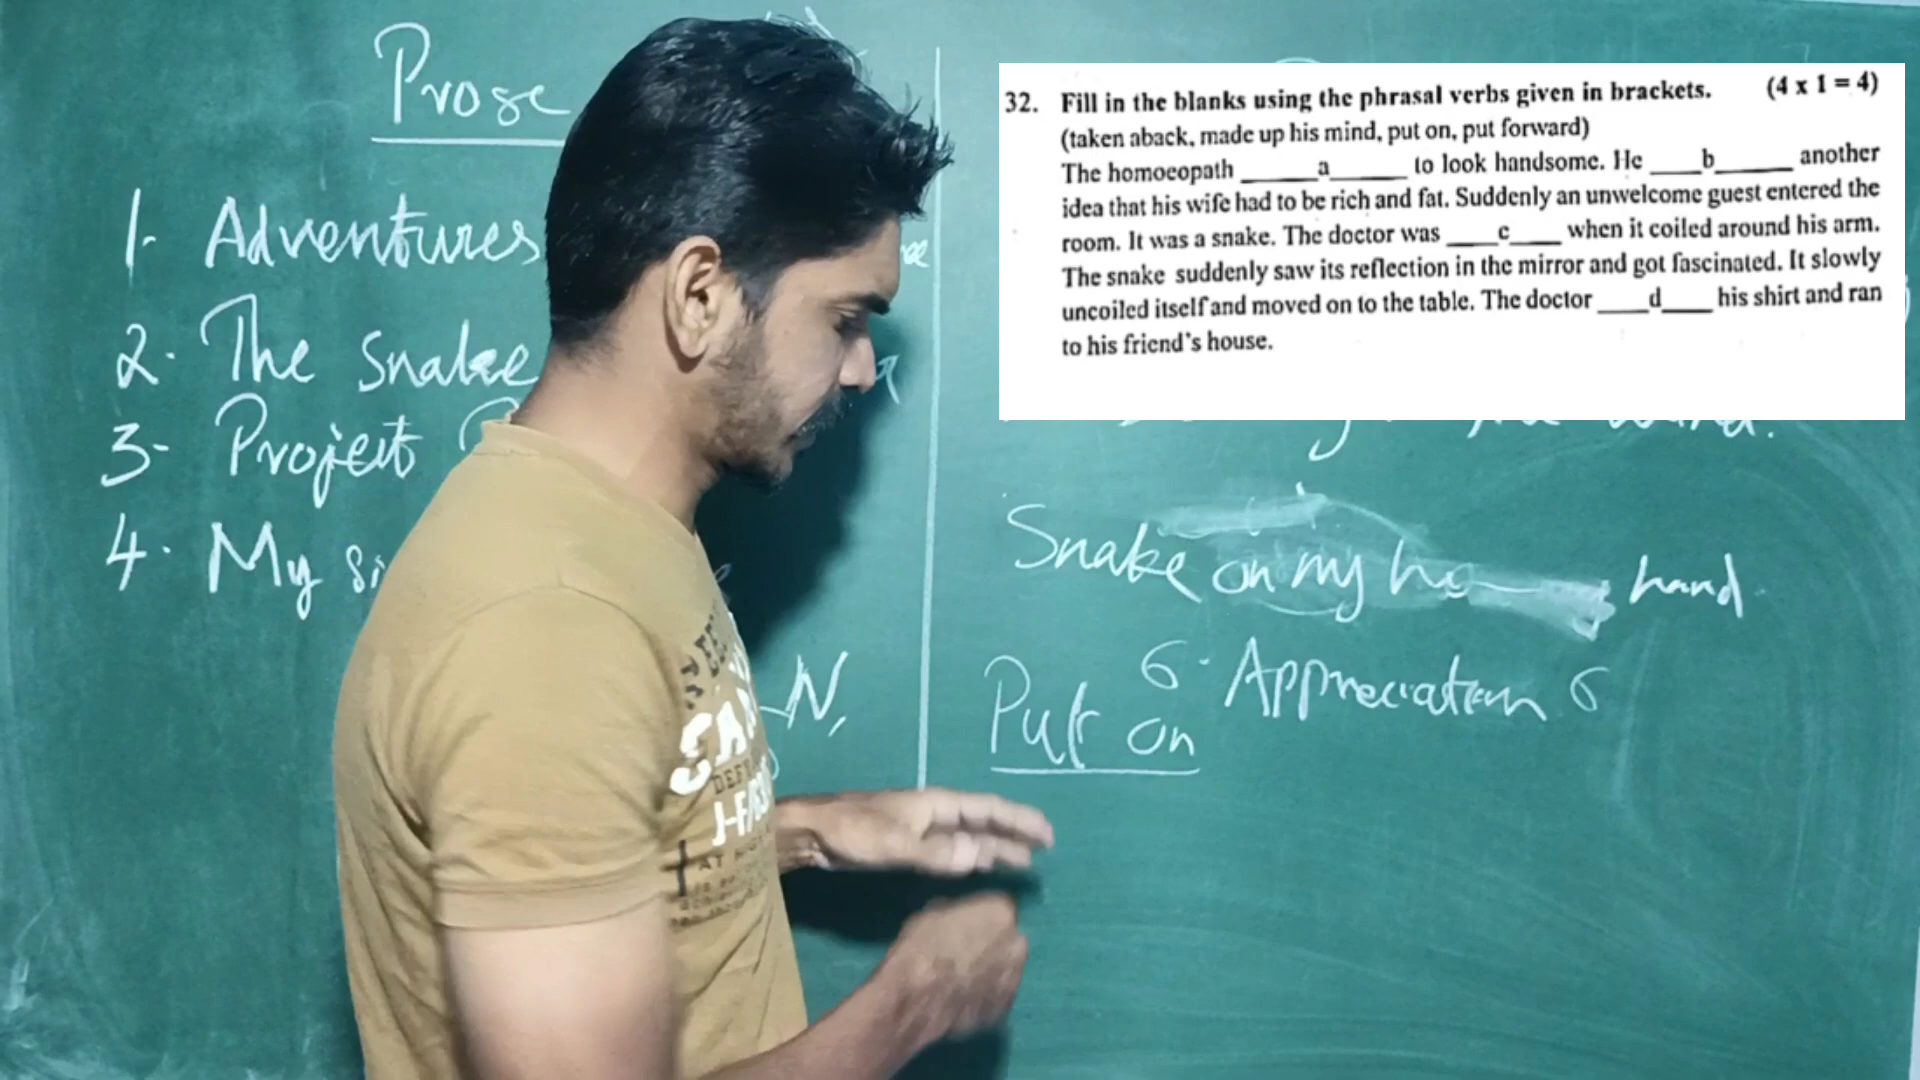 Prose
1. Adventures
2. The Snake
3- Project
4. My
N,
32. Fill in the blanks using the phrasal verbs given in brackets. (4 x 1 = 4)
(taken aback, made up his mind, put on, put forward)
The homoeopath ______a______ to look handsome. He ____b______ another
idea that his wife had to be rich and fat. Suddenly an unwelcome guest entered the
room. It was a snake. The doctor was ____c____ when it coiled around his arm.
The snake suddenly saw its reflection in the mirror and got fascinated. It slowly
uncoiled itself and moved on to the table. The doctor ____d____ his shirt and ran
to his friend's house.
Snake on my hand
6. Appreciation 6
Put on